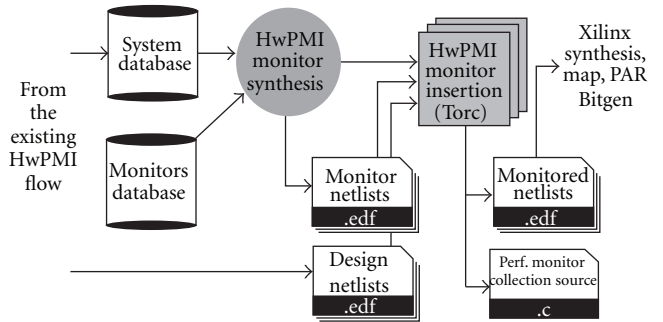 From
the
existing
HwPMI
flow
System
database
Monitors
database
HwPMI
monitor
synthesis
HwPMI
monitor
insertion
(Torc)
Xilinx
synthesis,
map, PAR
Bitgen
Monitor
netlists
.edf
Monitored
netlists
.edf
Design
netlists
.edf
Perf. monitor
collection source
.c